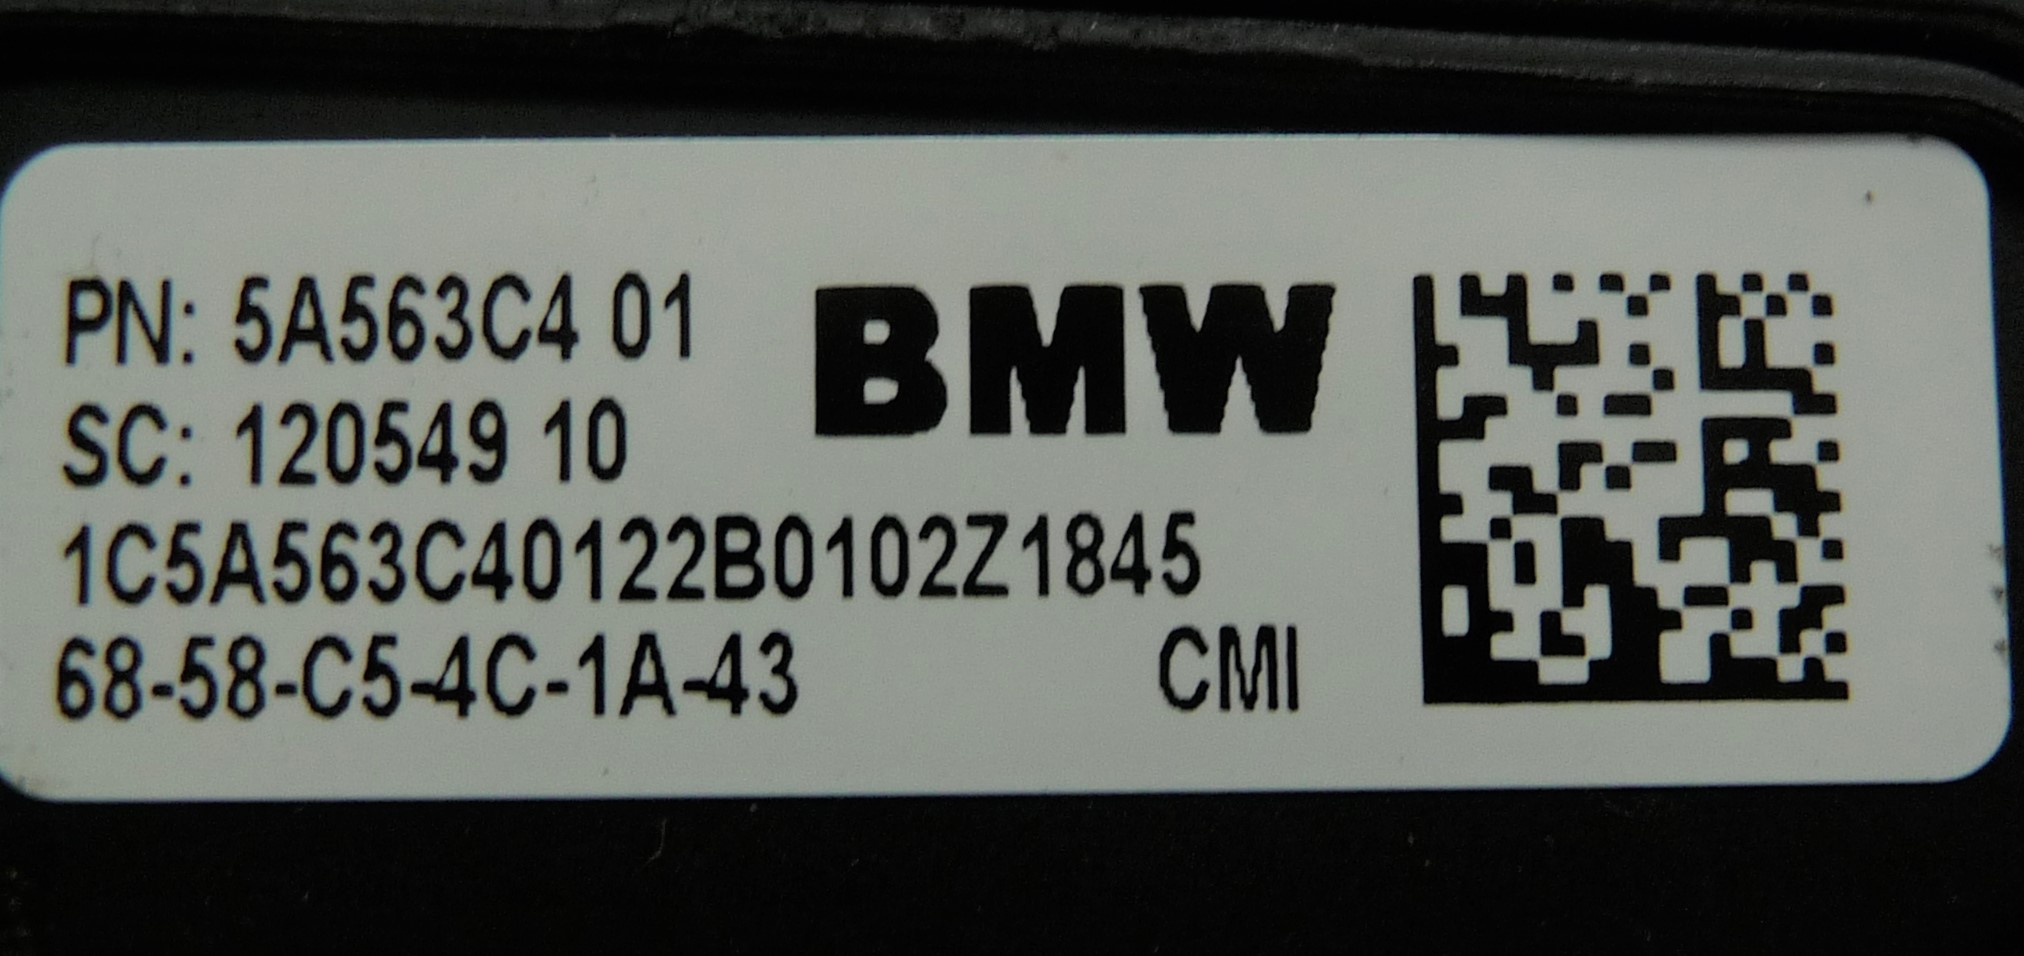 PN: 5A563C4 01
BMW
SC: 120549 10
1C5A563C40122B0102Z1845
68-58-C5-4C-1A-43
CMI